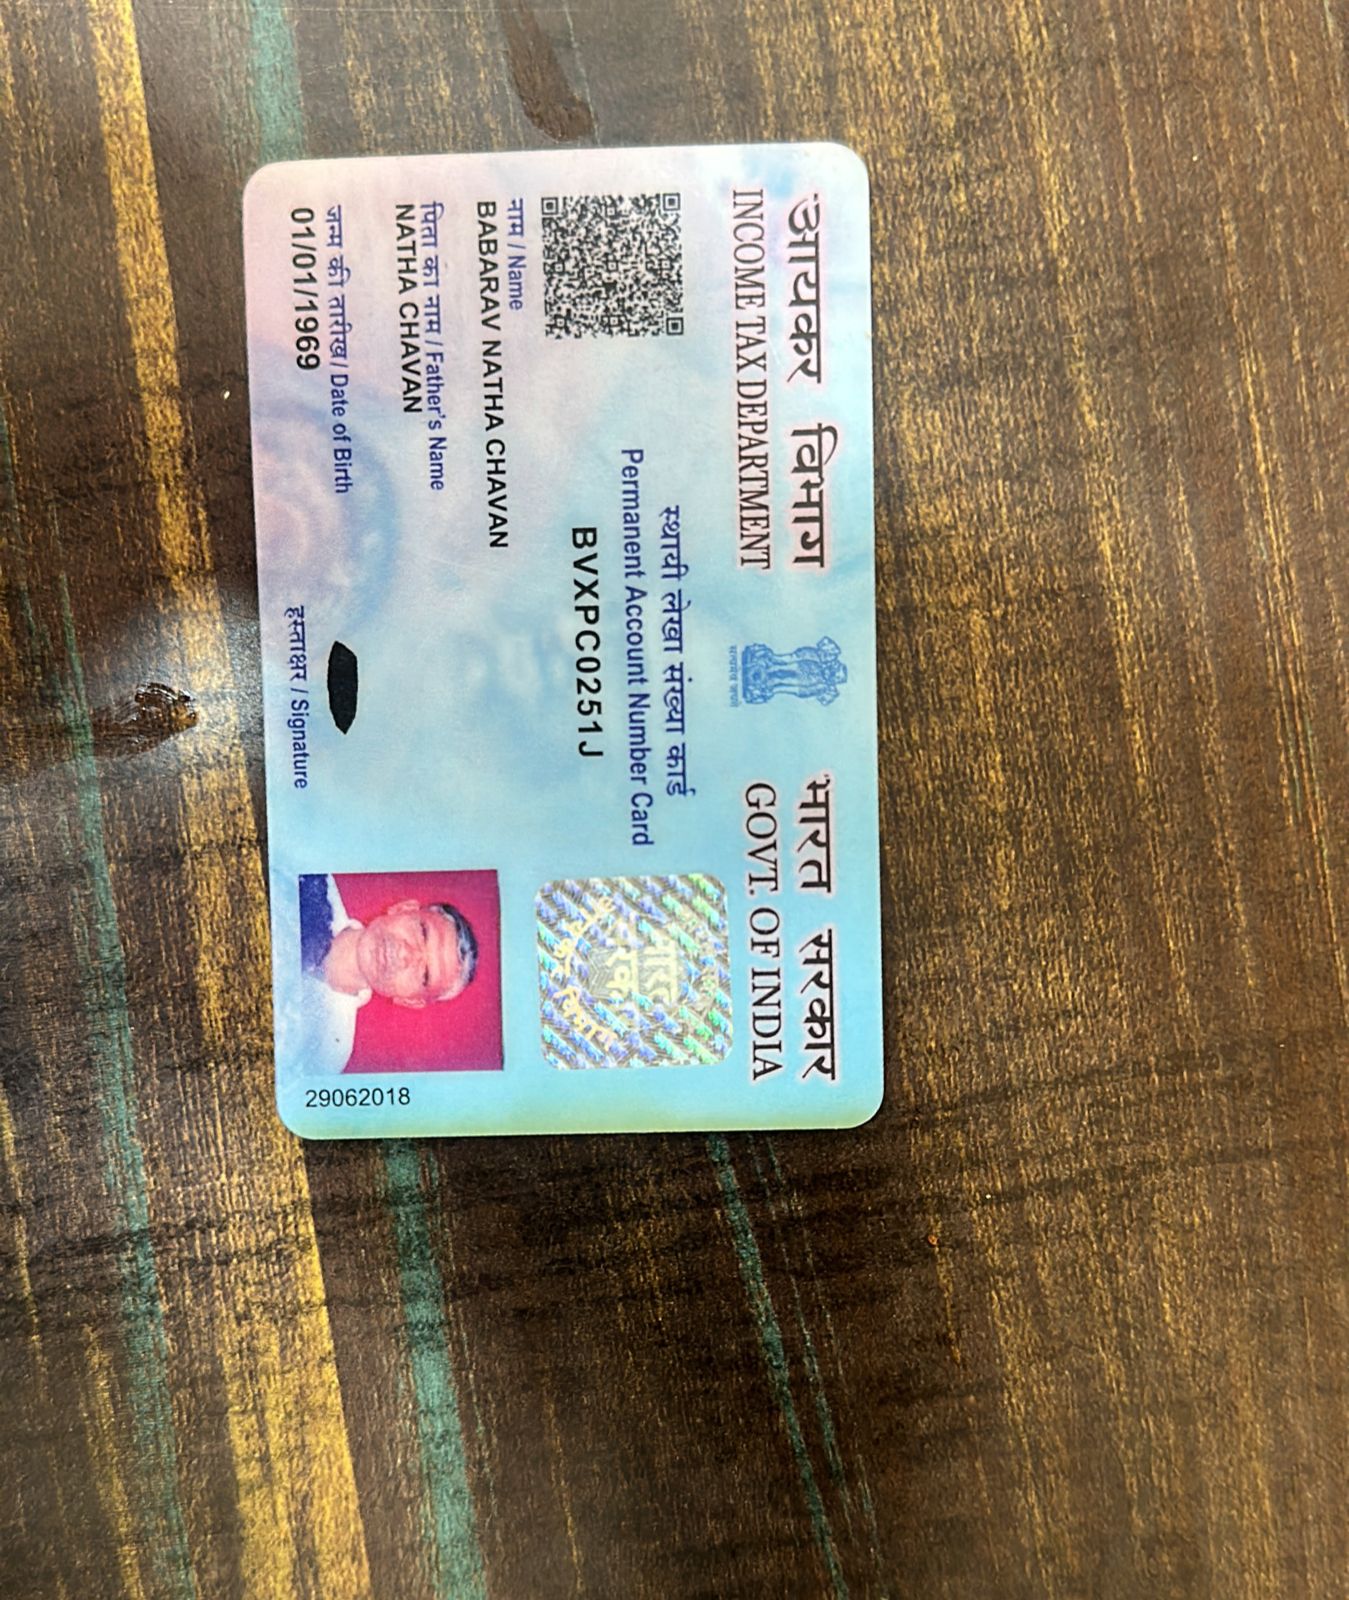 आयकर विभाग
INCOME TAX DEPARTMENT
सत्यमेव जयते
भारत सरकार
GOVT. OF INDIA
स्थायी लेखा संख्या कार्ड
Permanent Account Number Card
BVXPC0251J
नाम / Name
BABARAV NATHA CHAVAN
पिता का नाम / Father's Name
NATHA CHAVAN
जन्म की तारीख / Date of Birth
01/01/1969
हस्ताक्षर / Signature
29062018